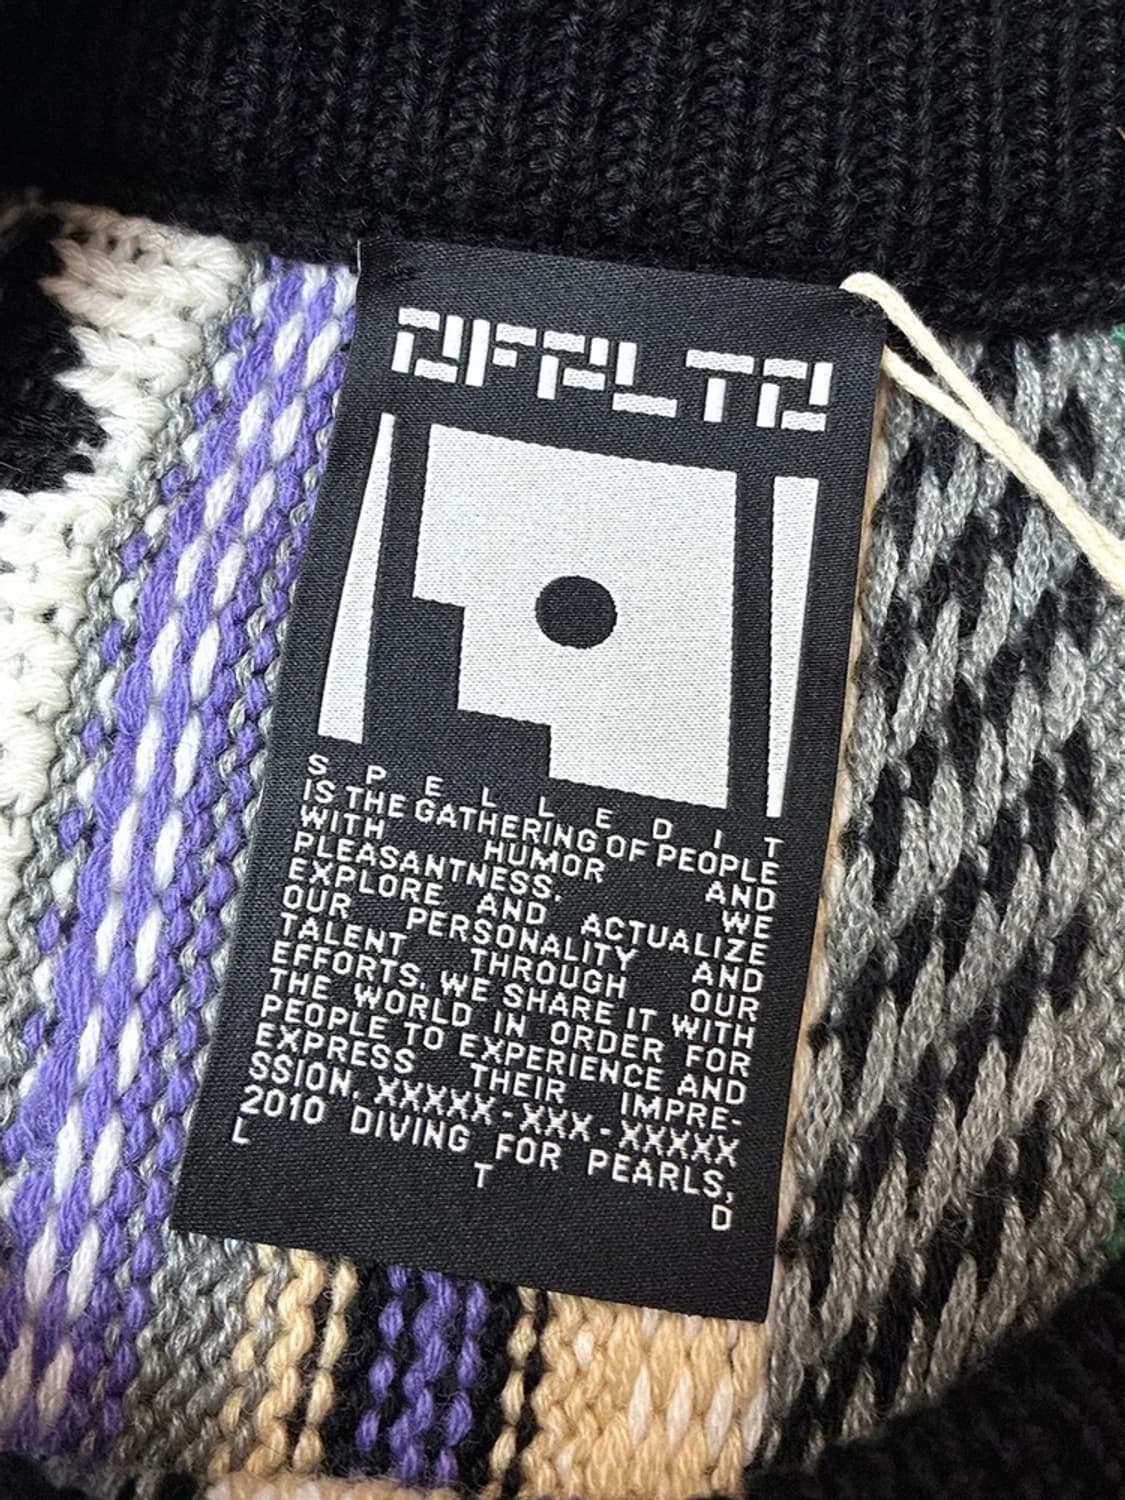 S P E L L E D I T
IS THE GATHERING OF PEOPLE
WITH HUMOR AND
PLEASANTNESS. WE
EXPLORE AND ACTUALIZE
OUR PERSONALITY AND
TALENT THROUGH OUR
EFFORTS. WE SHARE IT WITH
THE WORLD IN ORDER FOR
PEOPLE TO EXPERIENCE AND
EXPRESS THEIR IMPRE-
SSION. XXXXX-XXX-XXXXX
2010 DIVING FOR PEARLS,
L T D